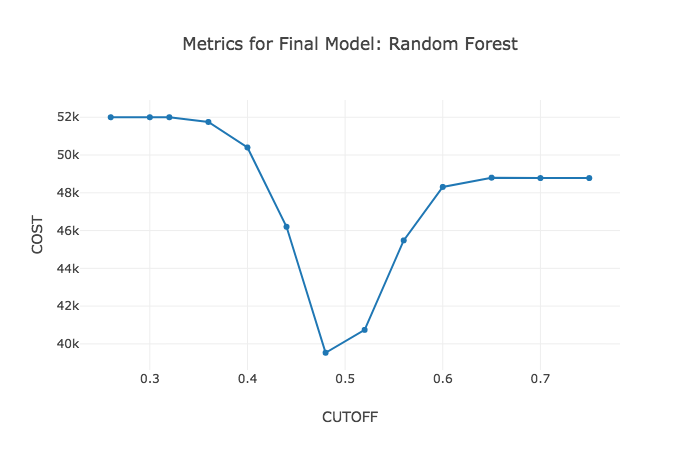 Metrics for Final Model: Random Forest
52k
50k
48k
46k
44k
42k
40k
COST
0.3 0.4 0.5 0.6 0.7
CUTOFF